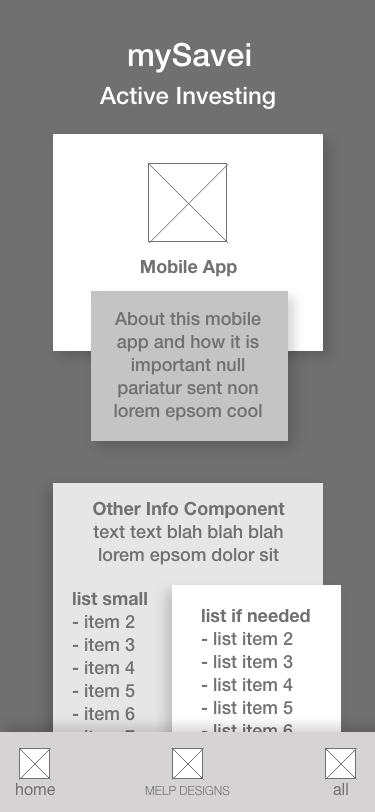 mySavei
Active Investing
Mobile App
About this mobile
app and how it is
important null
pariatur sent non
lorem epsom cool
Other Info Component
text text blah blah blah
lorem epsom dolor sit
list small
- item 2
- item 3
- item 4
- item 5
- item 6
list if needed
- list item 2
- list item 3
- list item 4
- list item 5
- list item 6
home
MELP DESIGNS
all